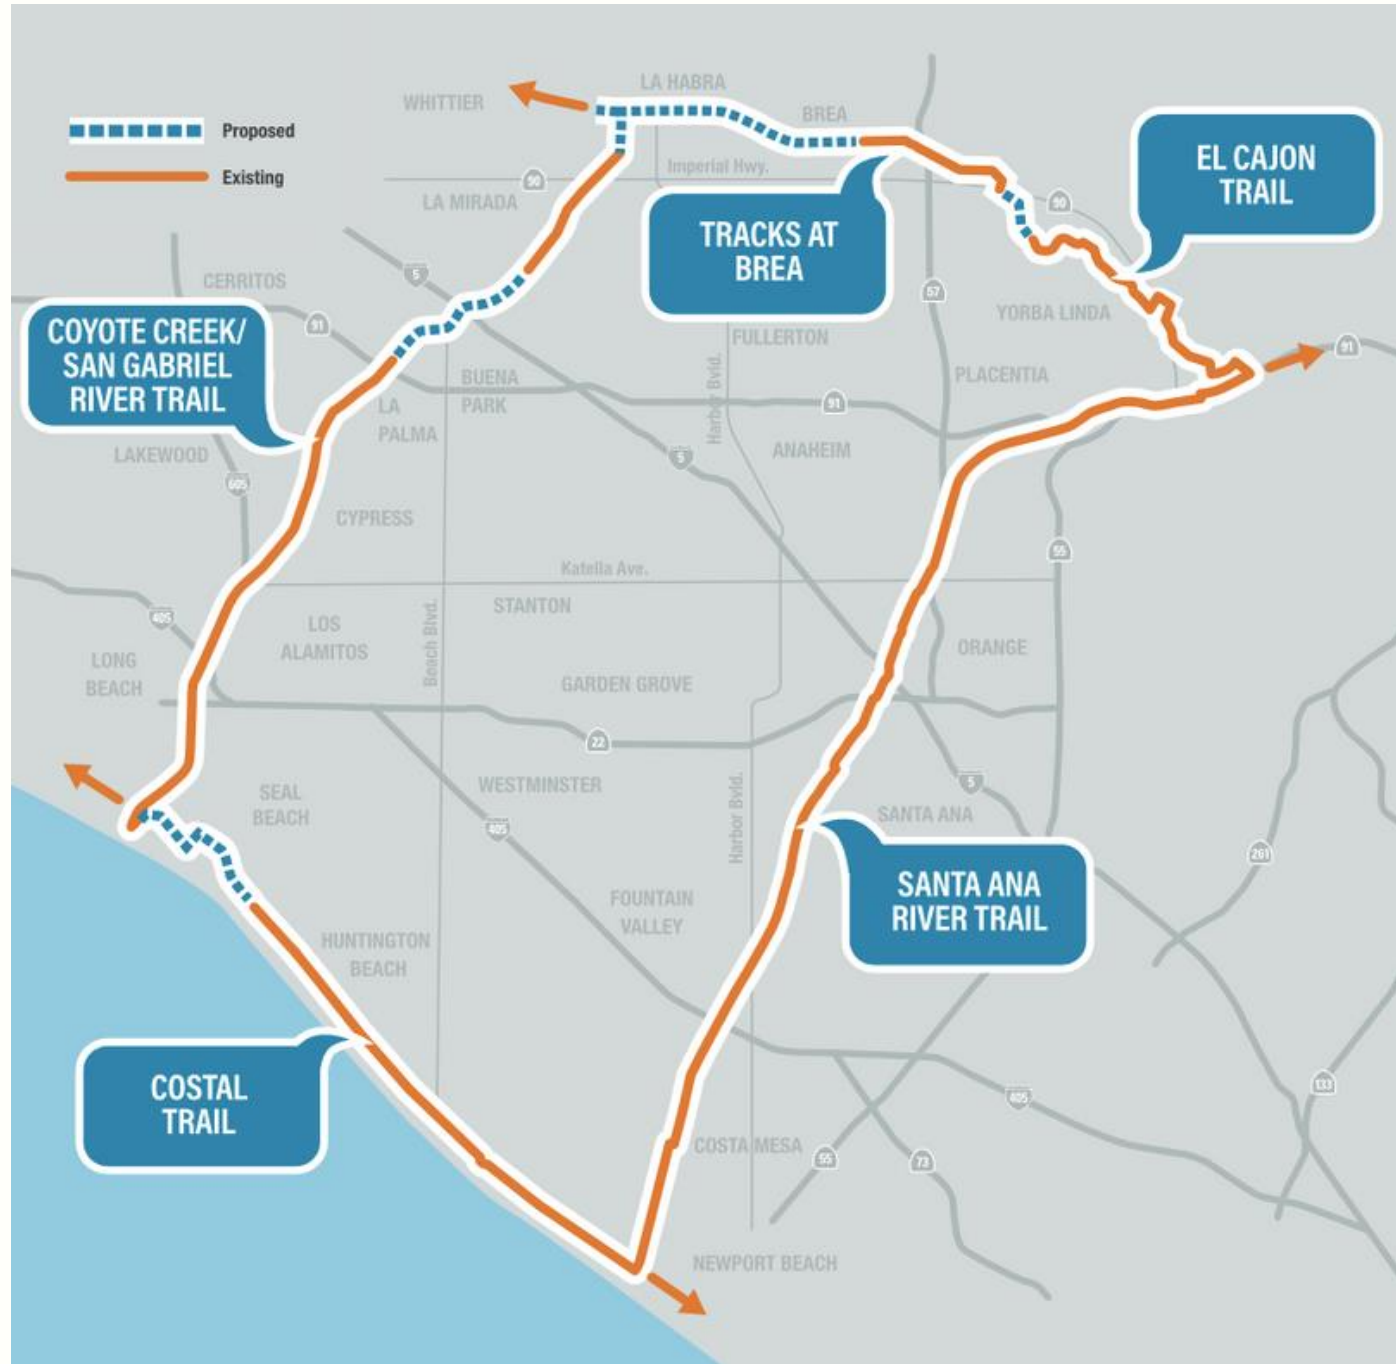 LA HABRA
WHITTIER
BREA
Proposed
Existing
Imperial Hwy.
90
LA MIRADA
EL CAJON
TRAIL
90
TRACKS AT
BREA
CERRITOS
5
57
91
YORBA LINDA
COYOTE CREEK/
SAN GABRIEL
RIVER TRAIL
FULLERTON
91
BUENA
PARK
PLACENTIA
Harbor Bvld.
LA
PALMA
91
LAKEWOOD
ANAHEIM
5
605
CYPRESS
55
Katella Ave.
STANTON
405
LOS
ALAMITOS
Boach Blvd.
ORANGE
LONG
BEACH
GARDEN GROVE
22
SEAL
BEACH
WESTMINSTER
5
Harbor Bvld.
SANTA ANA
405
261
SANTA ANA
RIVER TRAIL
FOUNTAIN
VALLEY
HUNTINGTON
BEACH
COSTAL
TRAIL
405
133
COSTA MESA
55
73
NEWPORT BEACH